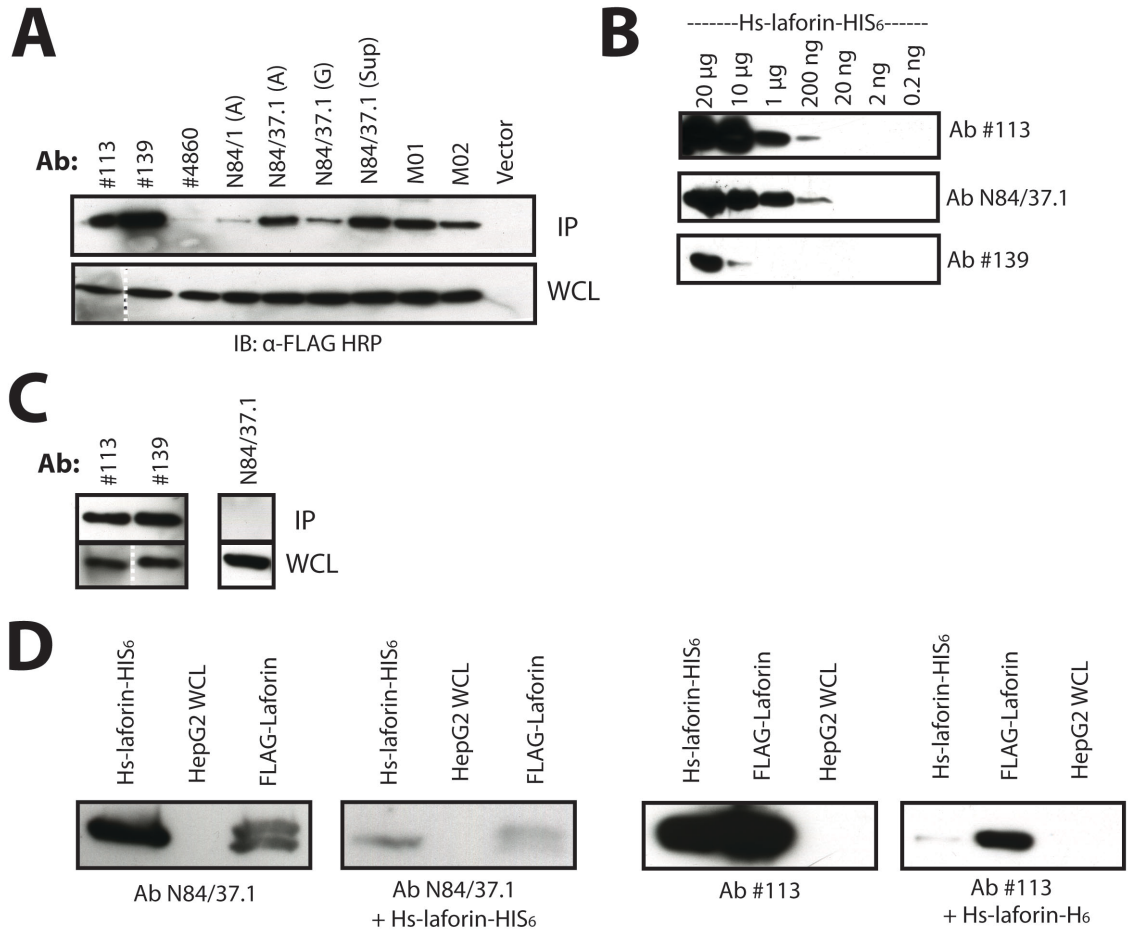 A
Ab:
#113
#139
#4860
N84/1 (A)
N84/37.1 (A)
N84/37.1 (G)
N84/37.1 (Sup)
M01
M02
Vector
IP
WCL
IB: α-FLAG HRP
B
-------Hs-laforin-HIS₆------
20 µg
10 µg
1 µg
200 ng
20 ng
2 ng
0.2 ng
Ab #113
Ab N84/37.1
Ab #139
C
Ab:
#113
#139
N84/37.1
IP
WCL
D
Hs-laforin-HIS₆
HepG2 WCL
FLAG-Laforin
Ab N84/37.1
Hs-laforin-HIS₆
HepG2 WCL
FLAG-Laforin
Ab N84/37.1
+ Hs-laforin-HIS₆
Hs-laforin-HIS₆
FLAG-Laforin
HepG2 WCL
Ab #113
Hs-laforin-HIS₆
FLAG-Laforin
HepG2 WCL
Ab #113
+ Hs-laforin-H₆